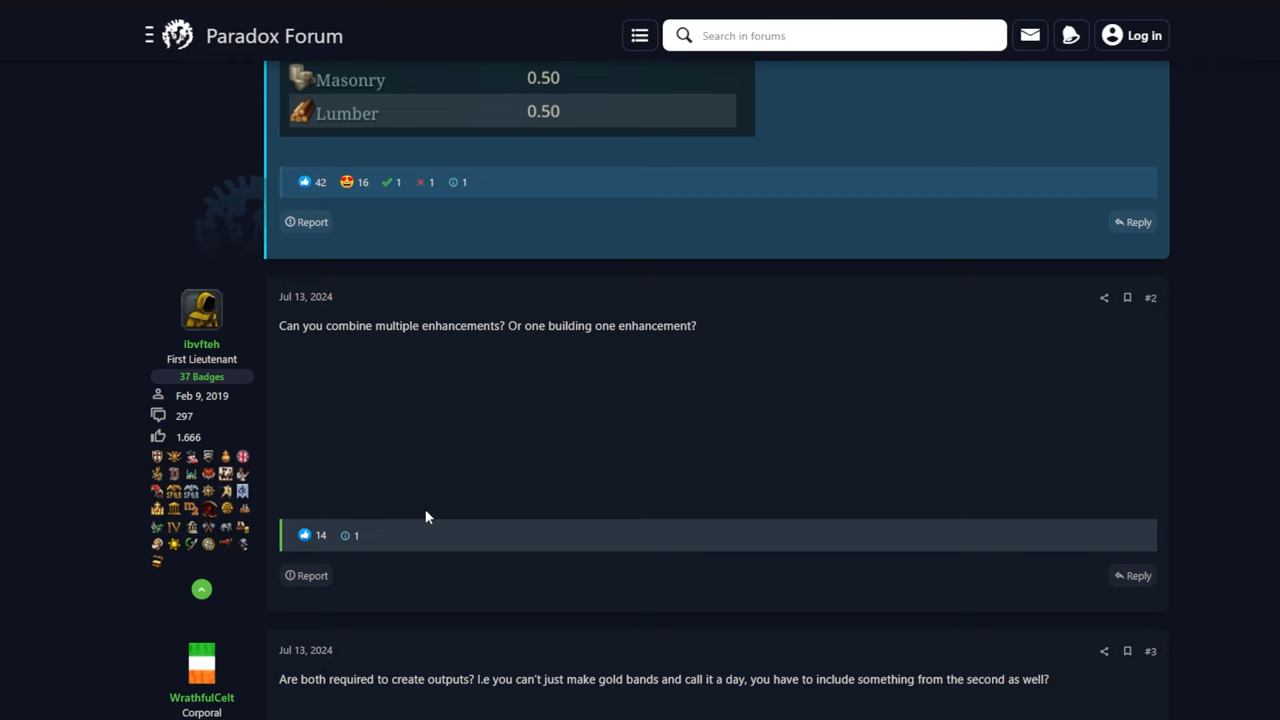 Paradox Forum
Search in forums
Log in
Masonry 0.50
Lumber 0.50
42 16 1 1 1
Report
Reply
Jul 13, 2024
#2
Can you combine multiple enhancements? Or one building one enhancement?
ibvfteh
First Lieutenant
37 Badges
Feb 9, 2019
297
1.666
14 1
Report
Reply
Jul 13, 2024
#3
Are both required to create outputs? I.e you can't just make gold bands and call it a day, you have to include something from the second as well?
WrathfulCelt
Corporal